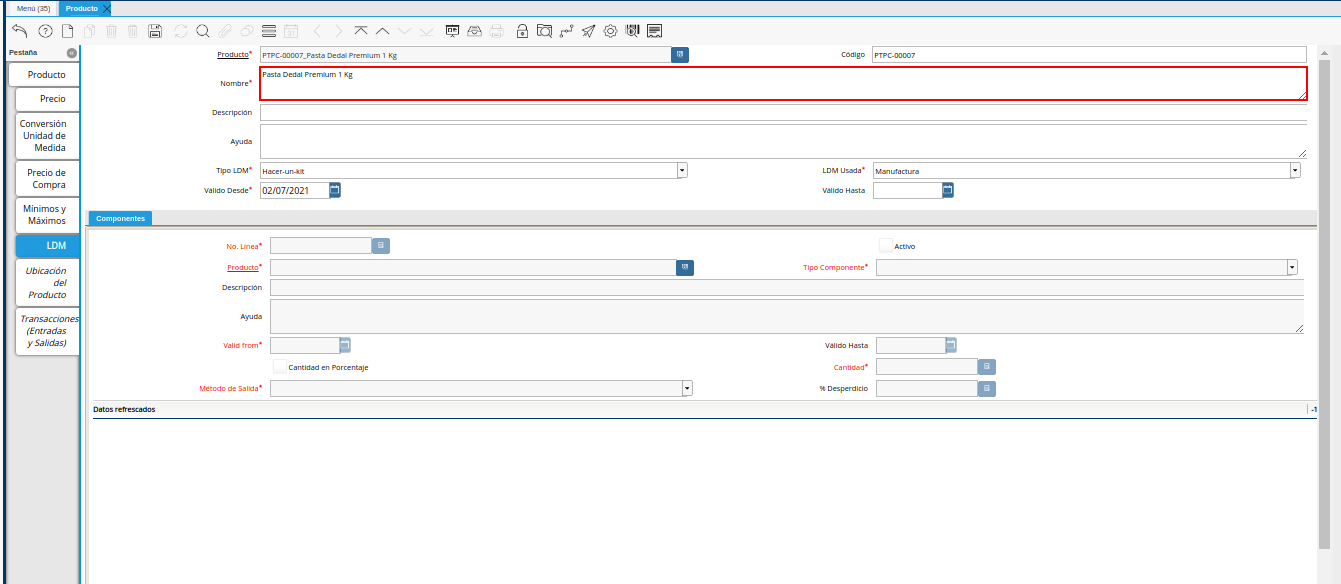 Menú (35) Producto
Pestaña
Producto
Precio
Conversión
Unidad de
Medida
Precio de
Compra
Mínimos y
Máximos
LDM
Ubicación
del
Producto
Transacciones
(Entradas
y Salidas)
Producto* PTPC-00007_Pasta Dedal Premium 1 Kg Código PTPC-00007
Nombre* Pasta Dedal Premium 1 Kg
Descripción
Ayuda
Tipo LDM* Hacer-un-kit LDM Usada* Manufactura
Válido Desde* 02/07/2021 Válido Hasta
Componentes
No. Línea* Activo
Producto* Tipo Componente*
Descripción
Ayuda
Valid from* Válido Hasta
Cantidad en Porcentaje Cantidad*
Método de Salida* % Desperdicio
Datos refrescados -1